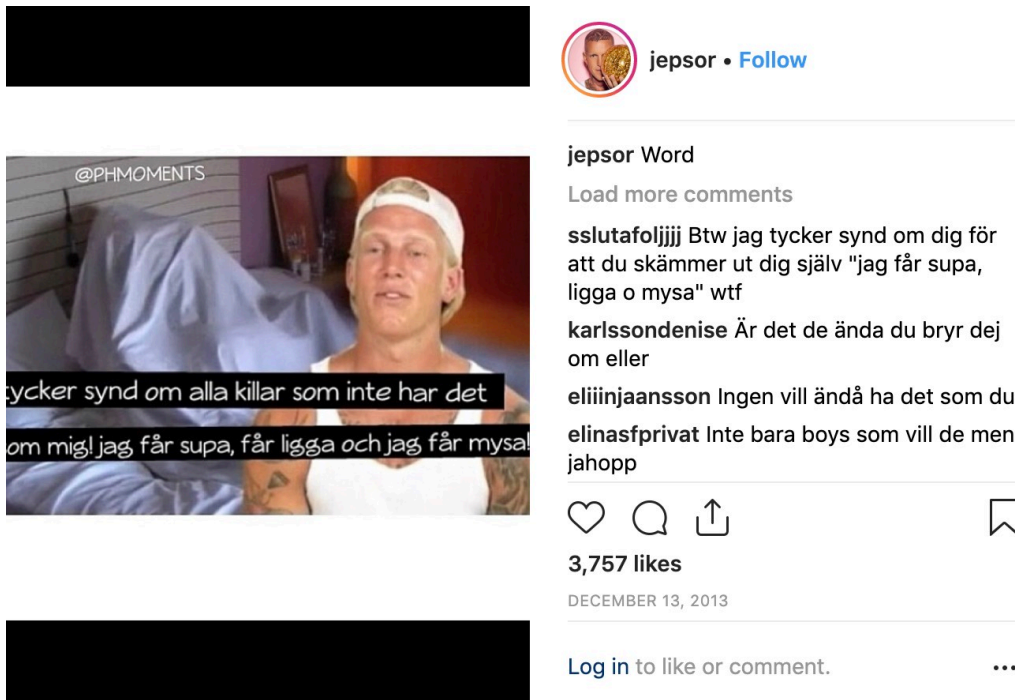 @PHMOMENTS
tycker synd om alla killar som inte har det
om mig! jag får supa, får ligga och jag får mysa!
jepsor • Follow
jepsor Word
Load more comments
sslutafoljjjj Btw jag tycker synd om dig för
att du skämmer ut dig själv "jag får supa,
ligga o mysa" wtf
karlssondenise Är det de ända du bryr dej
om eller
eliiinjaansson Ingen vill ändå ha det som du
elinasfprivat Inte bara boys som vill de men
jahopp
3,757 likes
DECEMBER 13, 2013
Log in to like or comment.